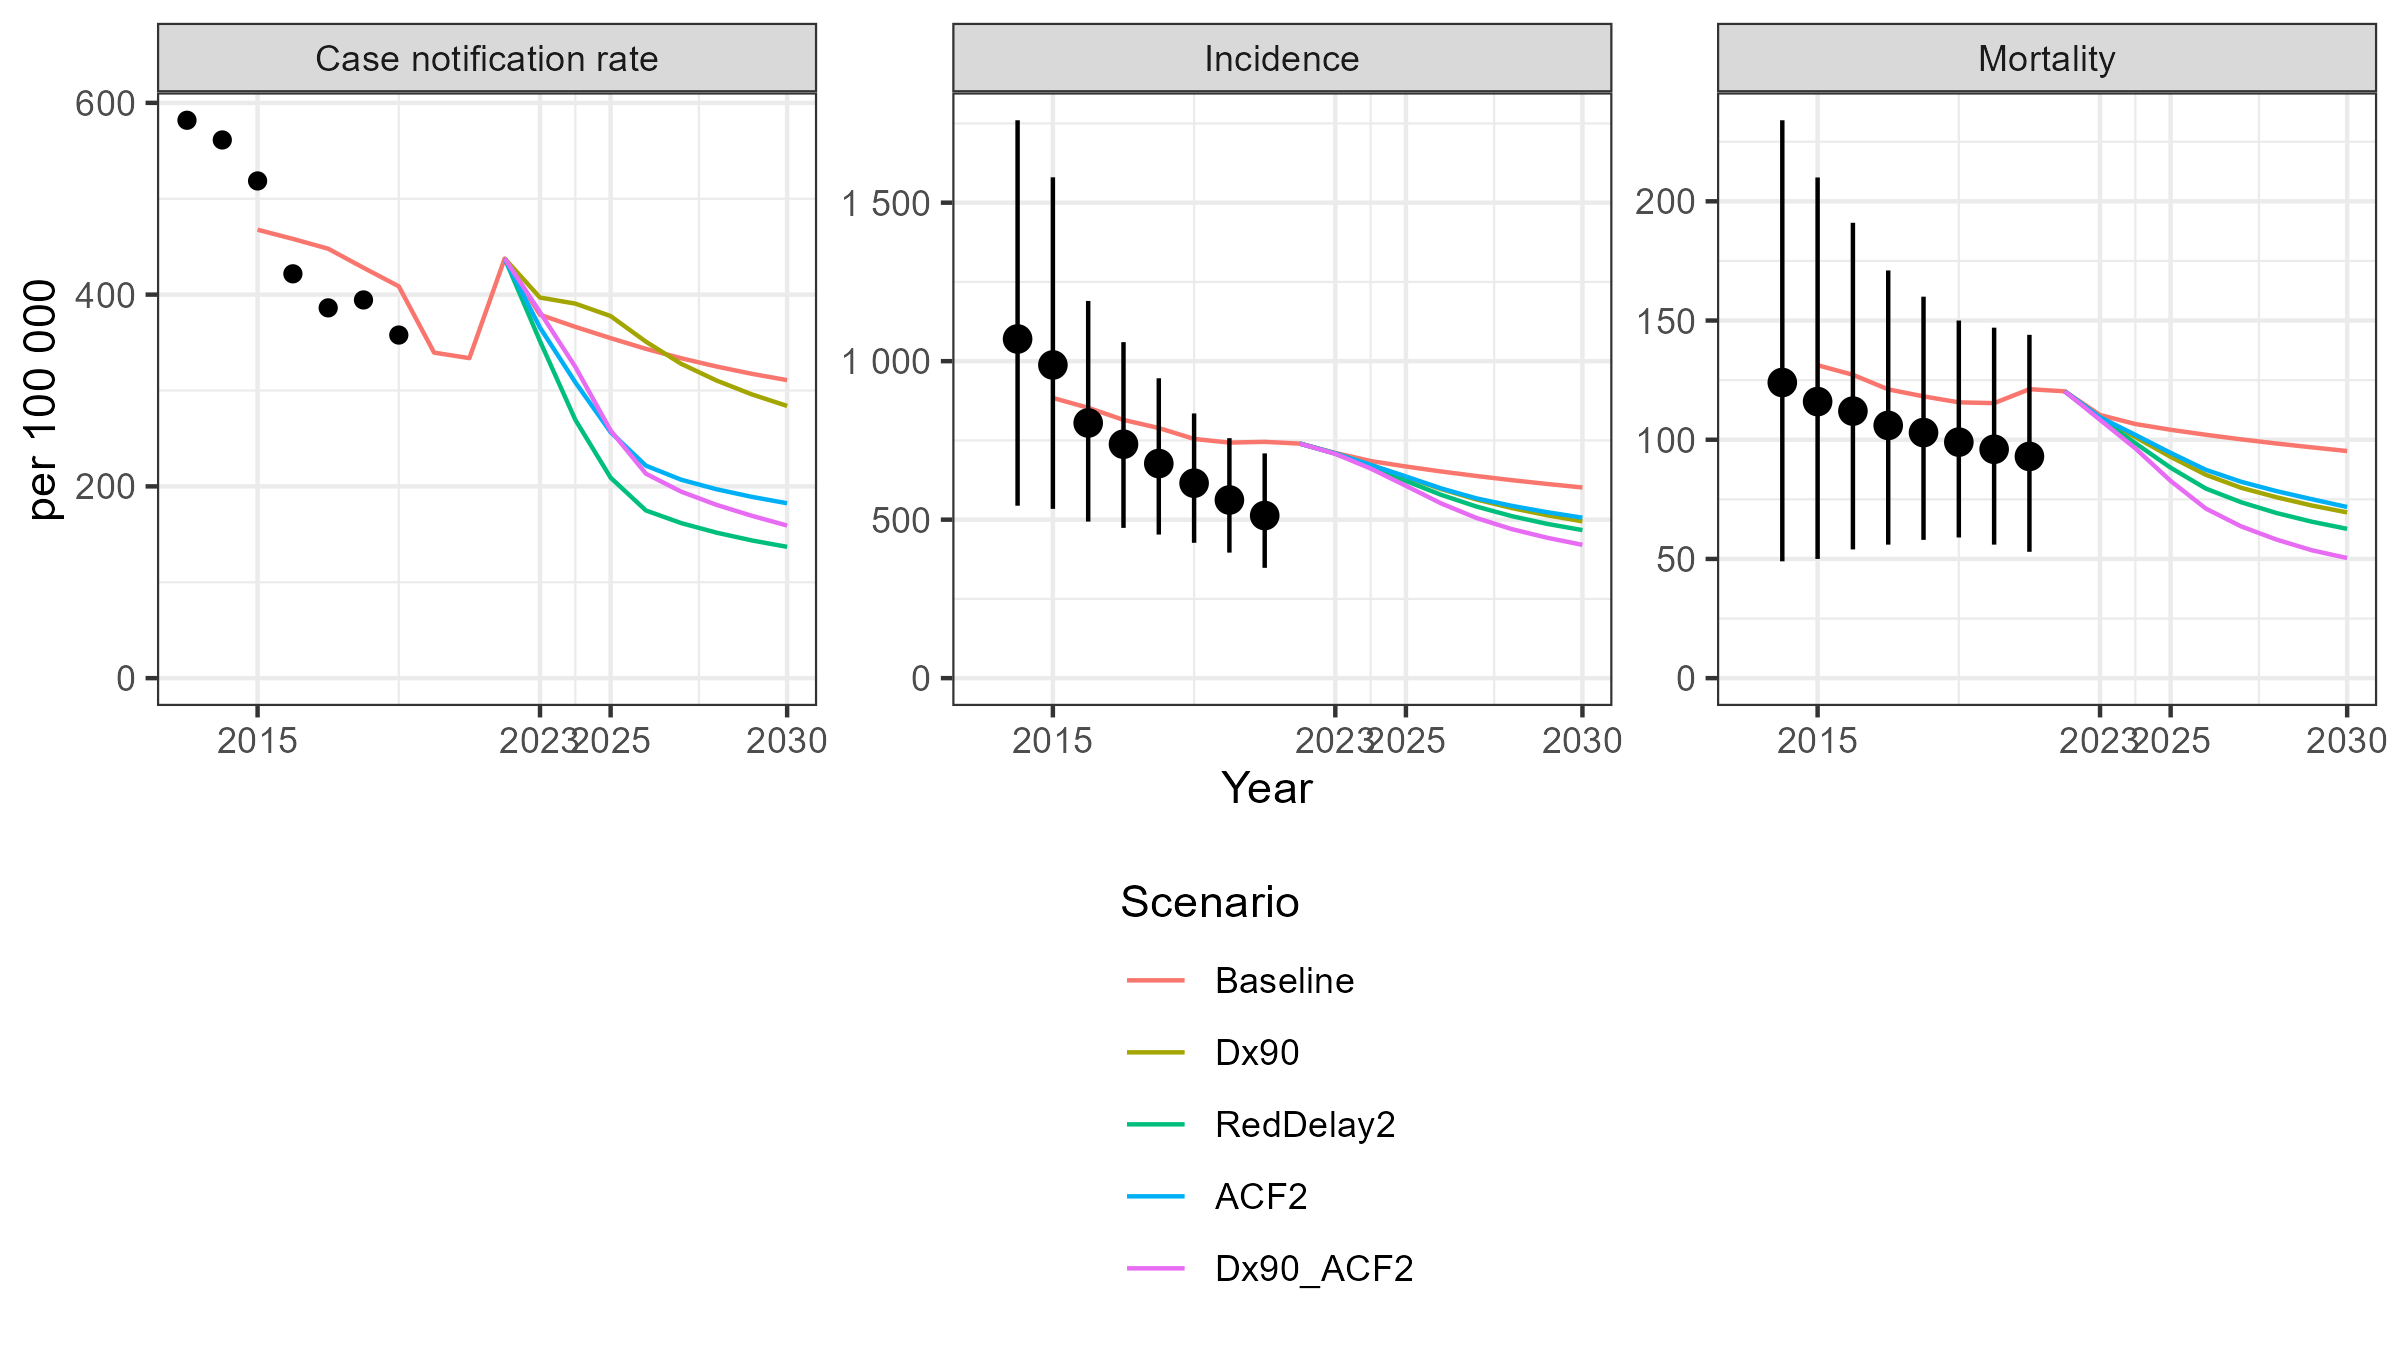 Case notification rate
Incidence
Mortality
per 100 000
600
400
200
0
1 500
1 000
500
0
200
150
100
50
0
2015 2023 2025 2030
2015 2023 2025 2030
2015 2023 2025 2030
Year
Scenario
Baseline
Dx90
RedDelay2
ACF2
Dx90_ACF2